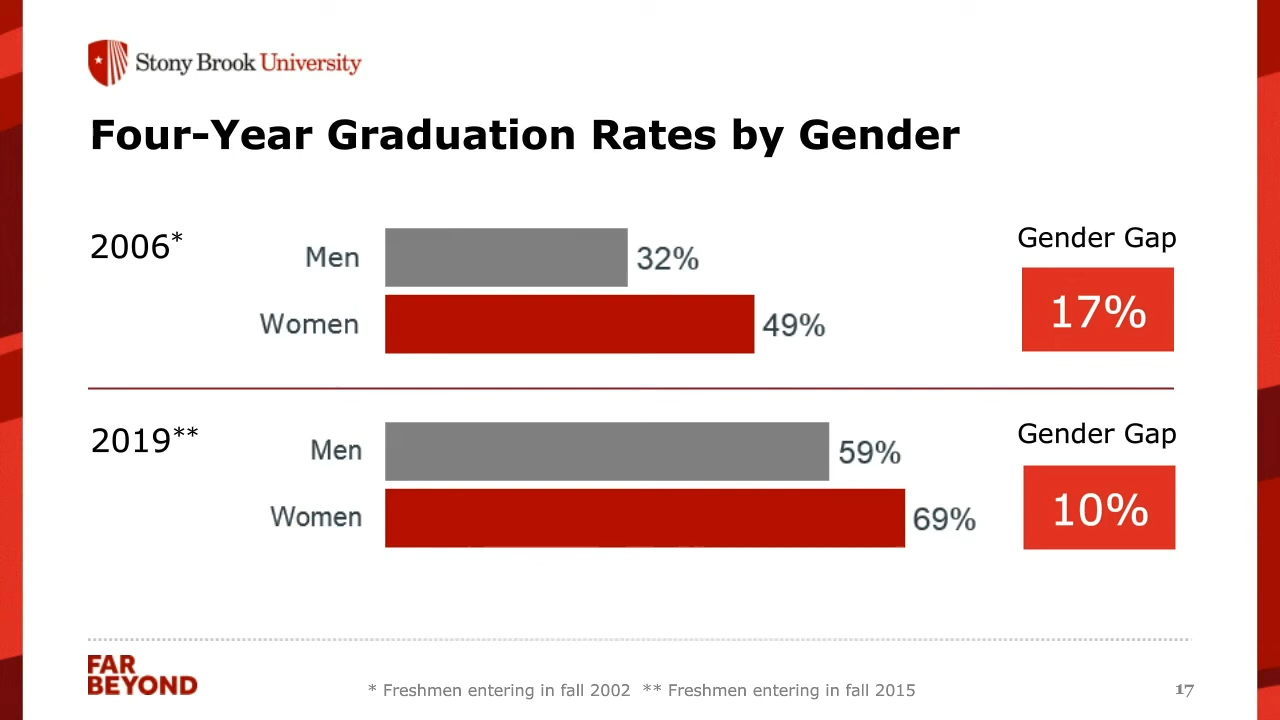 Stony Brook University
Four-Year Graduation Rates by Gender
2006*
Men
32%
Women
49%
Gender Gap
17%
2019**
Men
59%
Women
69%
Gender Gap
10%
FAR
BEYOND
* Freshmen entering in fall 2002 ** Freshmen entering in fall 2015
17